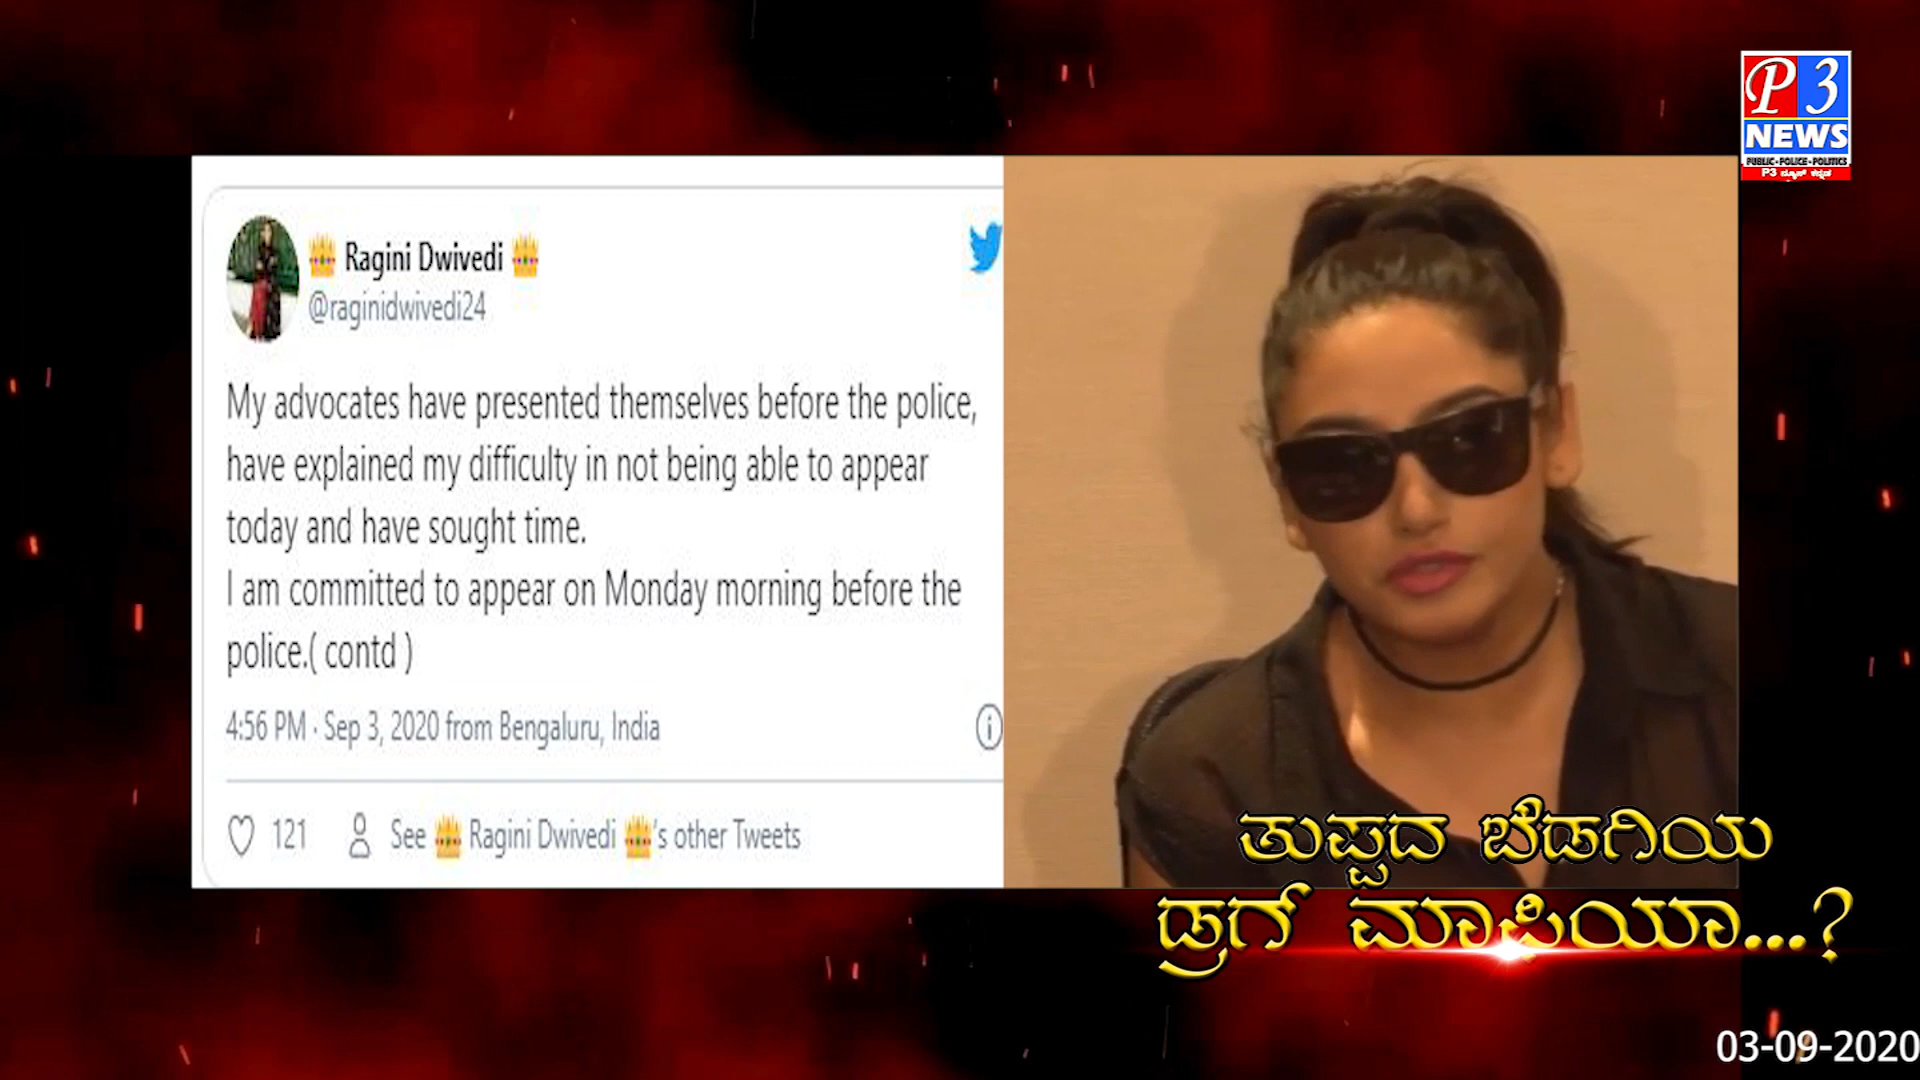 P3
NEWS
PUBLIC-POLICE-POLITICS
P3 ನ್ಯೂಸ್ ಕನ್ನಡ
👑 Ragini Dwivedi 👑
@raginidwivedi24
My advocates have presented themselves before the police,
have explained my difficulty in not being able to appear
today and have sought time.
I am committed to appear on Monday morning before the
police.( contd )
4:56 PM · Sep 3, 2020 from Bengaluru, India
121 See 👑 Ragini Dwivedi 👑's other Tweets
ತುಪ್ಪದ ಬೆಡಗಿಯ
ಡ್ರಗ್ ಮಾಫಿಯಾ...?
03-09-2020